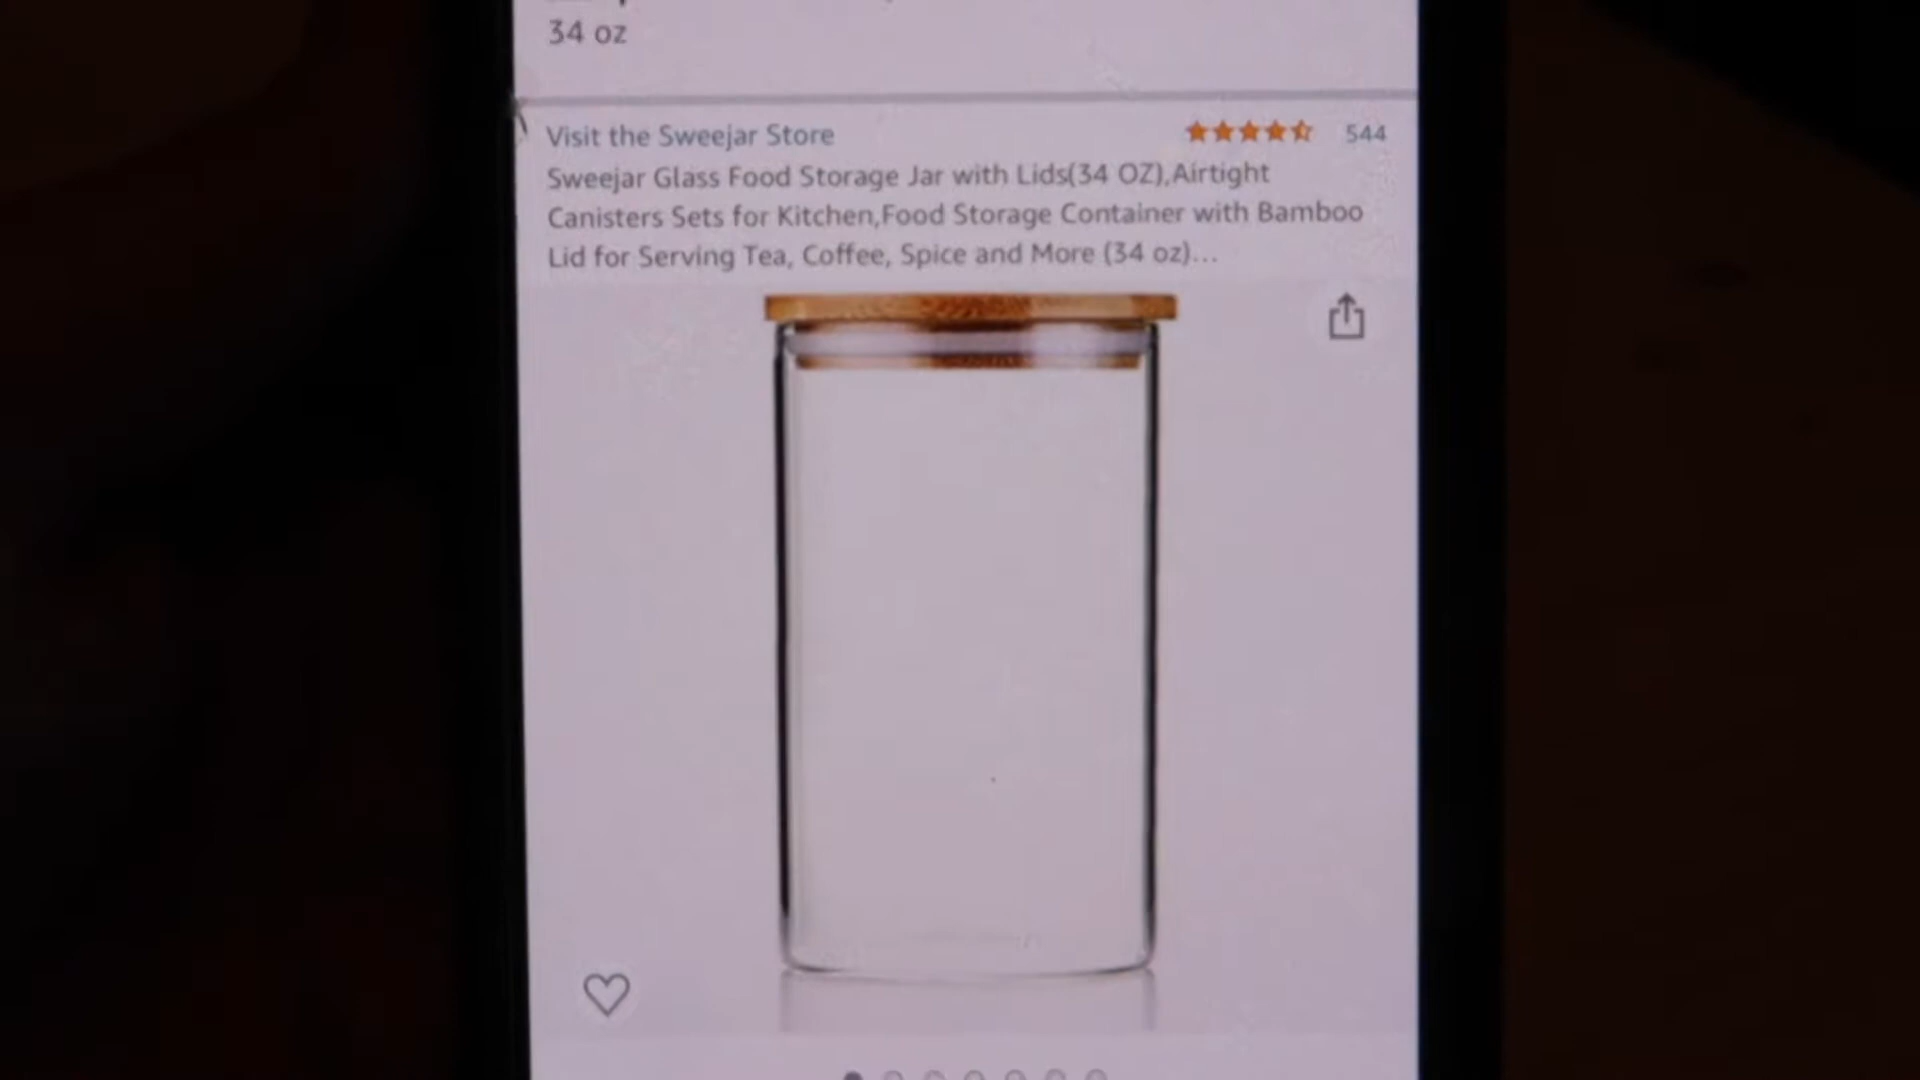 34 oz
Visit the Sweejar Store
544
Sweejar Glass Food Storage Jar with Lids(34 OZ),Airtight
Canisters Sets for Kitchen,Food Storage Container with Bamboo
Lid for Serving Tea, Coffee, Spice and More (34 oz)...